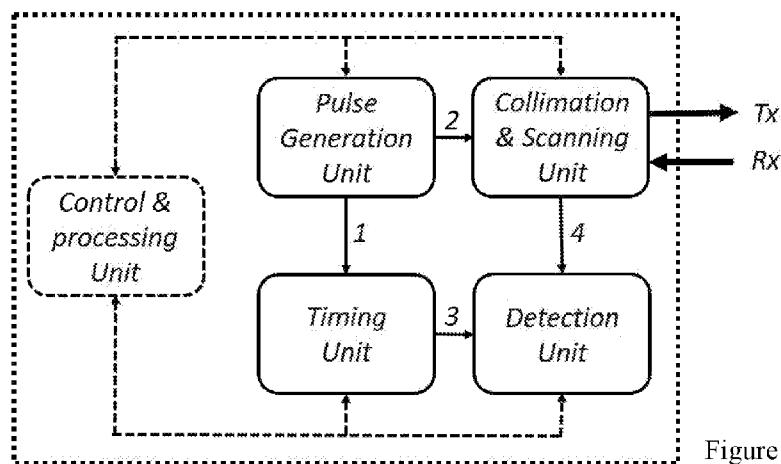 Pulse
Generation
Unit
2
Collimation
& Scanning
Unit
Tx
Rx
Control &
processing
Unit
1
4
Timing
Unit
3
Detection
Unit
Figure